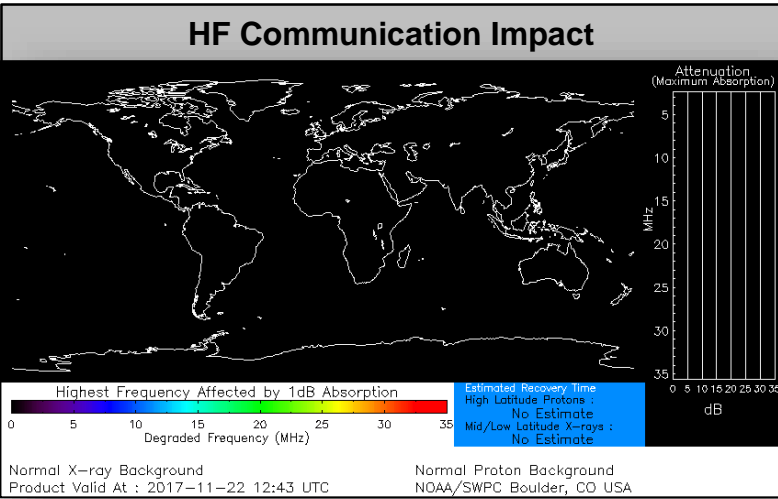 HF Communication Impact
Attenuation
(Maximum Absorption)
5
10
15
20
25
30
35
MHz
0 5 10 15 20 25 30 35
dB
Highest Frequency Affected by 1dB Absorption
0 5 10 15 20 25 30 35
Degraded Frequency (MHz)
Estimated Recovery Time
High Latitude Protons :
No Estimate
Mid/Low Latitude X-rays :
No Estimate
Normal X-ray Background
Product Valid At : 2017-11-22 12:43 UTC
Normal Proton Background
NOAA/SWPC Boulder, CO USA